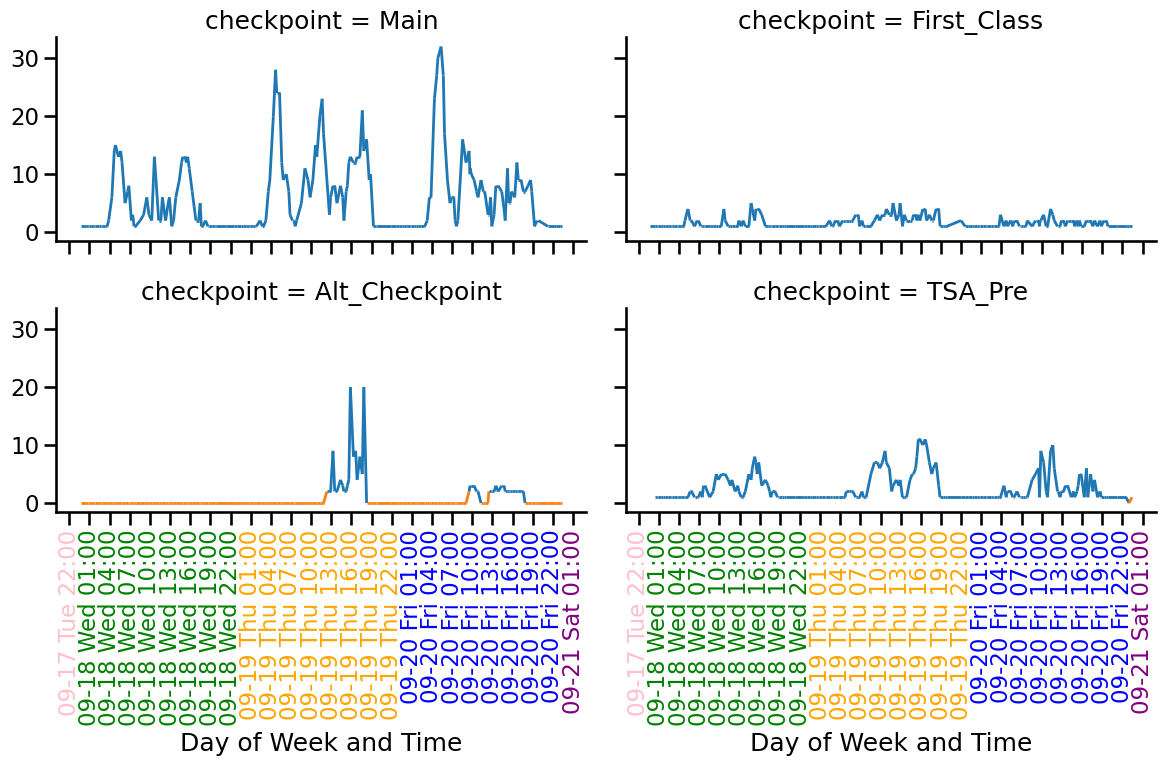 checkpoint = Main
checkpoint = First_Class
30
20
10
0
checkpoint = Alt_Checkpoint
checkpoint = TSA_Pre
30
20
10
0
09-17 Tue 22:00
09-18 Wed 01:00
09-18 Wed 04:00
09-18 Wed 07:00
09-18 Wed 10:00
09-18 Wed 13:00
09-18 Wed 16:00
09-18 Wed 19:00
09-18 Wed 22:00
09-19 Thu 01:00
09-19 Thu 04:00
09-19 Thu 07:00
09-19 Thu 10:00
09-19 Thu 13:00
09-19 Thu 16:00
09-19 Thu 19:00
09-19 Thu 22:00
09-20 Fri 01:00
09-20 Fri 04:00
09-20 Fri 07:00
09-20 Fri 10:00
09-20 Fri 13:00
09-20 Fri 16:00
09-20 Fri 19:00
09-20 Fri 22:00
09-21 Sat 01:00
09-17 Tue 22:00
09-18 Wed 01:00
09-18 Wed 04:00
09-18 Wed 07:00
09-18 Wed 10:00
09-18 Wed 13:00
09-18 Wed 16:00
09-18 Wed 19:00
09-18 Wed 22:00
09-19 Thu 01:00
09-19 Thu 04:00
09-19 Thu 07:00
09-19 Thu 10:00
09-19 Thu 13:00
09-19 Thu 16:00
09-19 Thu 19:00
09-19 Thu 22:00
09-20 Fri 01:00
09-20 Fri 04:00
09-20 Fri 07:00
09-20 Fri 10:00
09-20 Fri 13:00
09-20 Fri 16:00
09-20 Fri 19:00
09-20 Fri 22:00
09-21 Sat 01:00
Day of Week and Time
Day of Week and Time